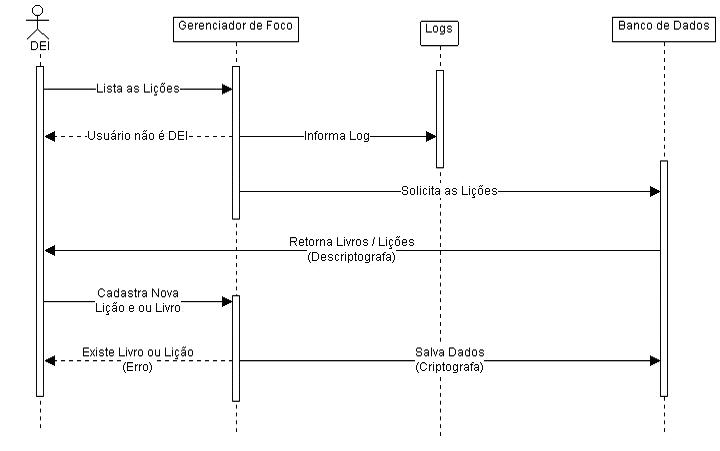 DEI
Gerenciador de Foco
Logs
Banco de Dados
Lista as Lições
Usuário não é DEI
Informa Log
Solicita as Lições
Retorna Livros / Lições
(Descriptografa)
Cadastra Nova
Lição e ou Livro
Existe Livro ou Lição
(Erro)
Salva Dados
(Criptografa)